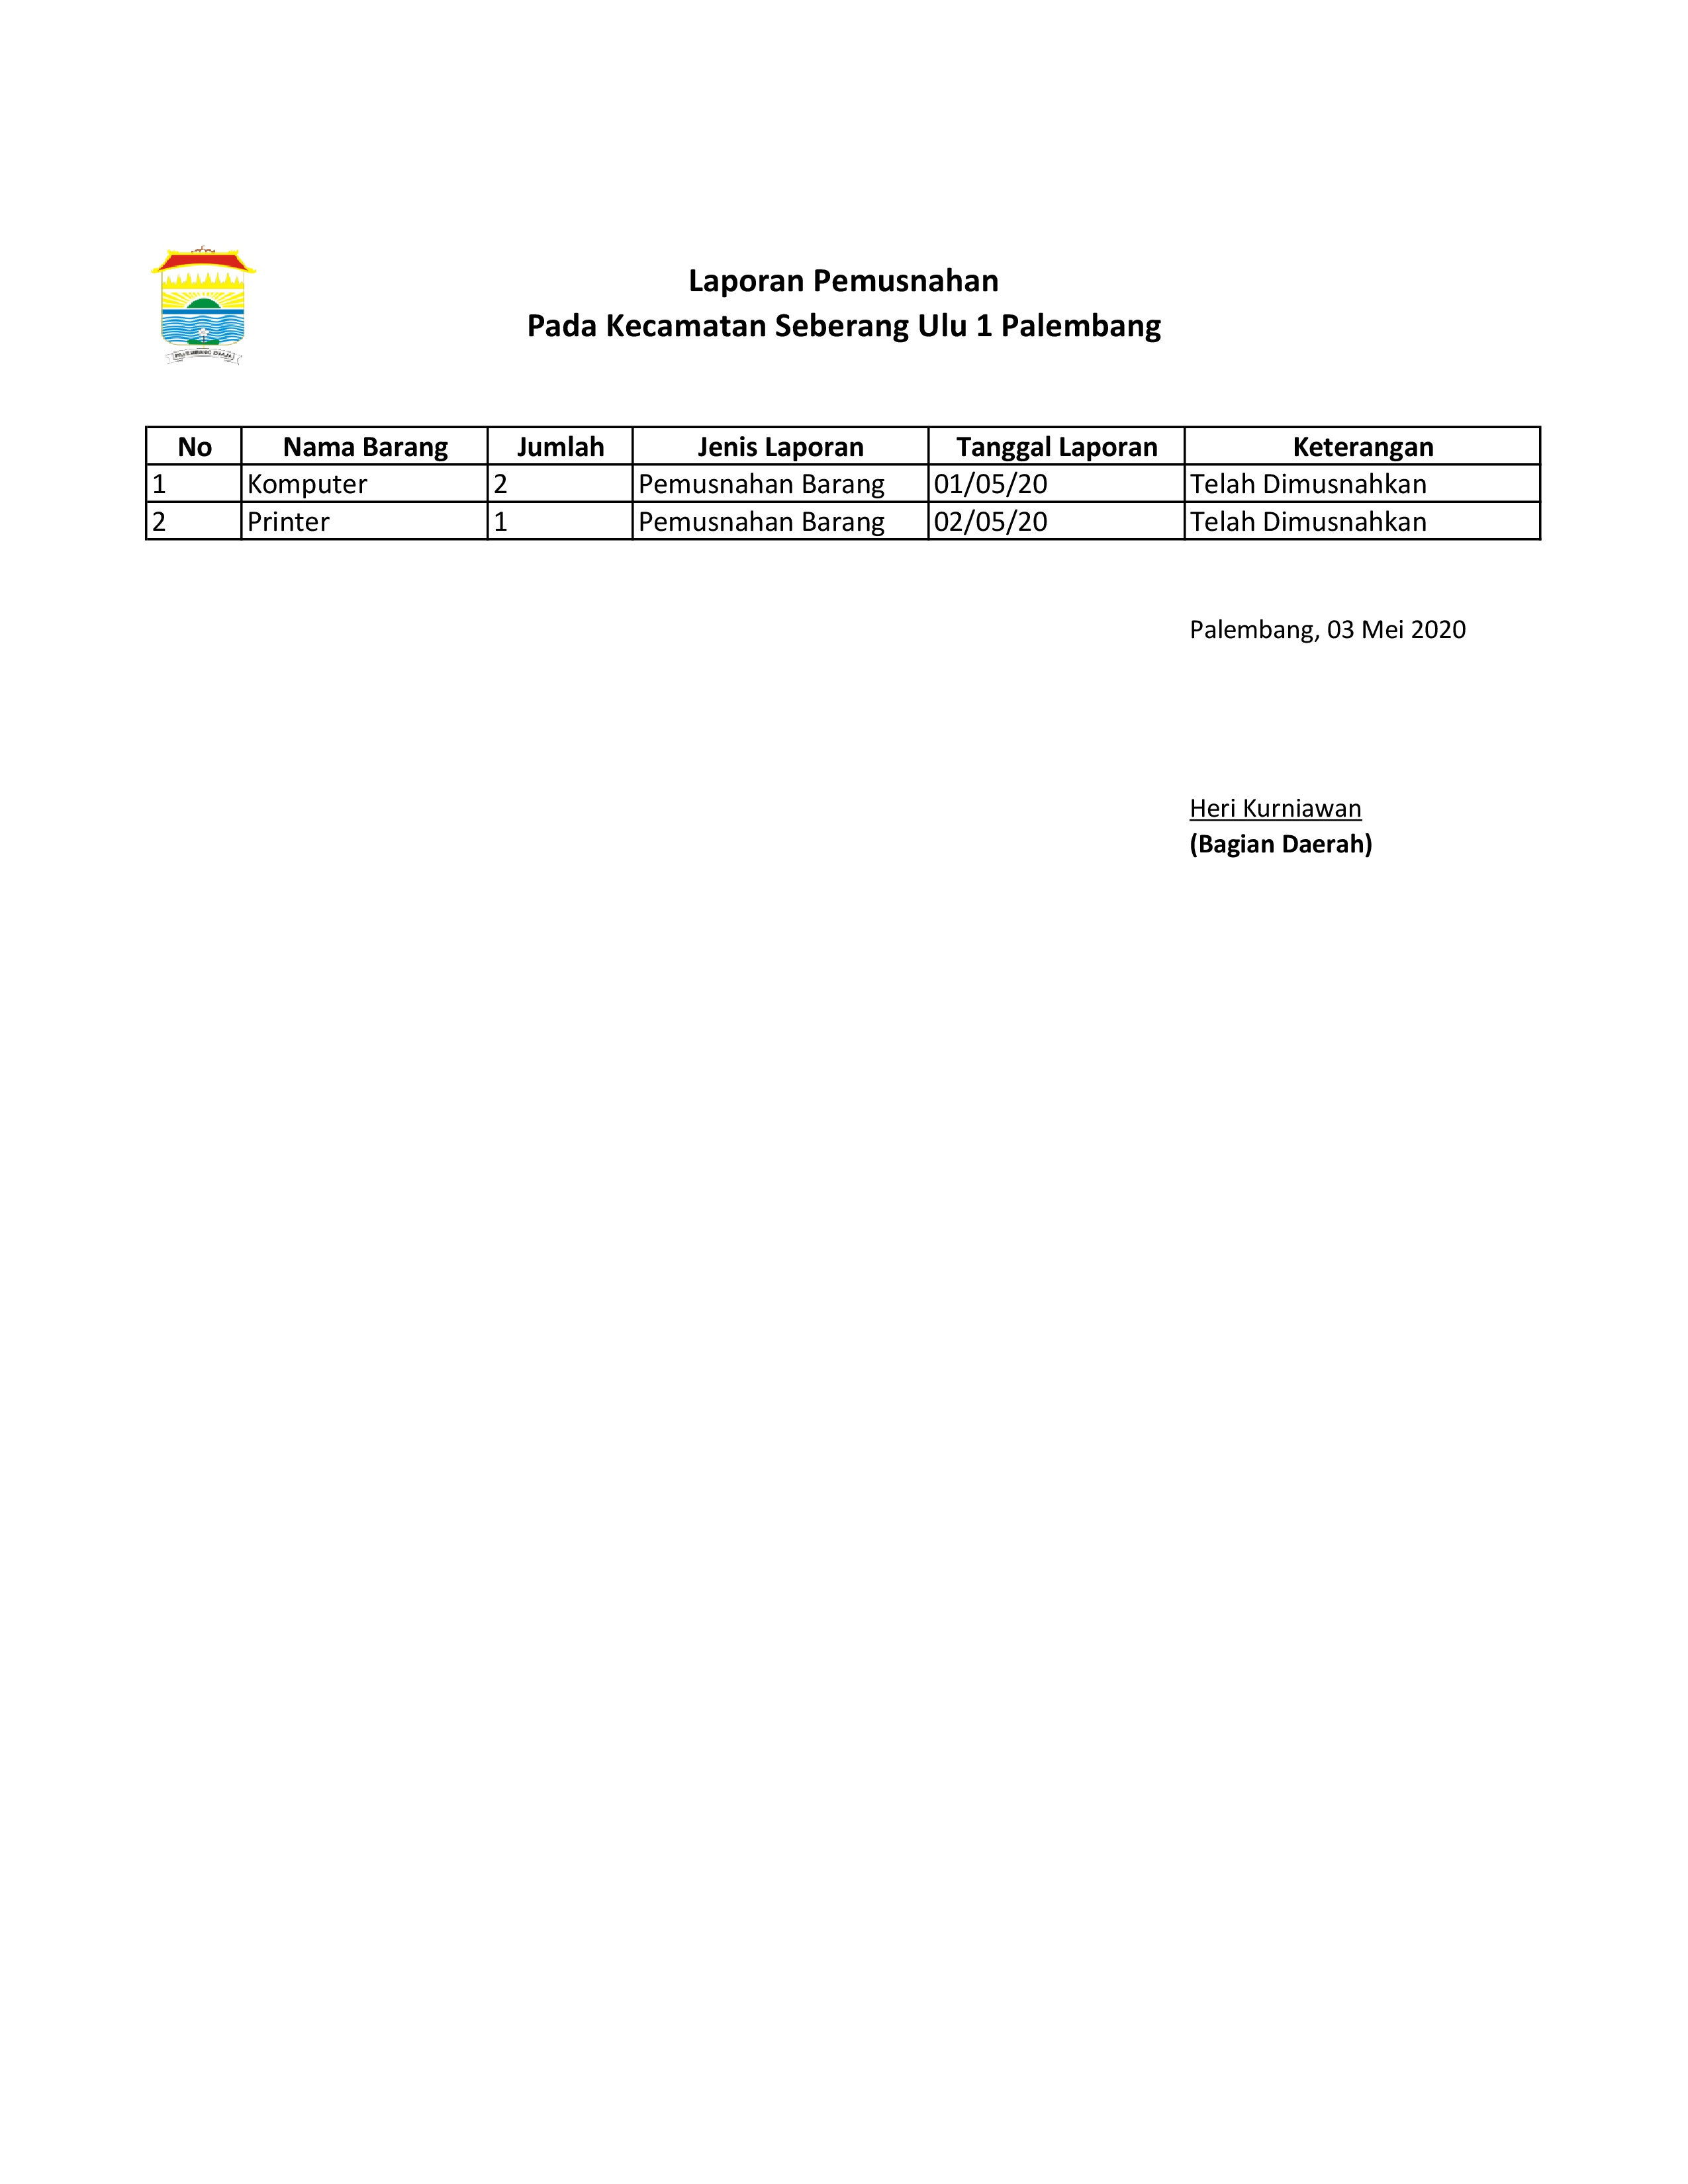 Laporan Pemusnahan
Pada Kecamatan Seberang Ulu 1 Palembang
PALEMBANG DARUSSALAM
No Nama Barang Jumlah Jenis Laporan Tanggal Laporan Keterangan
1 Komputer 2 Pemusnahan Barang 01/05/20 Telah Dimusnahkan
2 Printer 1 Pemusnahan Barang 02/05/20 Telah Dimusnahkan
Palembang, 03 Mei 2020
Heri Kurniawan
(Bagian Daerah)